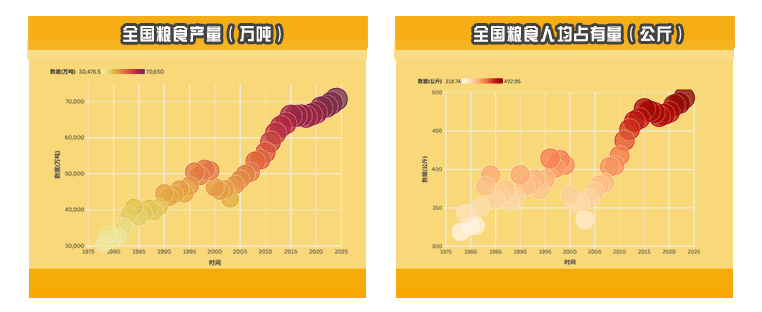 全国粮食产量（万吨）
数据(万吨) 30,476.5 70,650
70,000
60,000
50,000
40,000
30,000
数据(万吨)
1975 1980 1985 1990 1995 2000 2005 2010 2015 2020 2025
时间
全国粮食人均占有量（公斤）
数据(公斤) 318.74 492.95
500
450
400
350
300
数据(公斤)
1975 1980 1985 1990 1995 2000 2005 2010 2015 2020 2025
时间